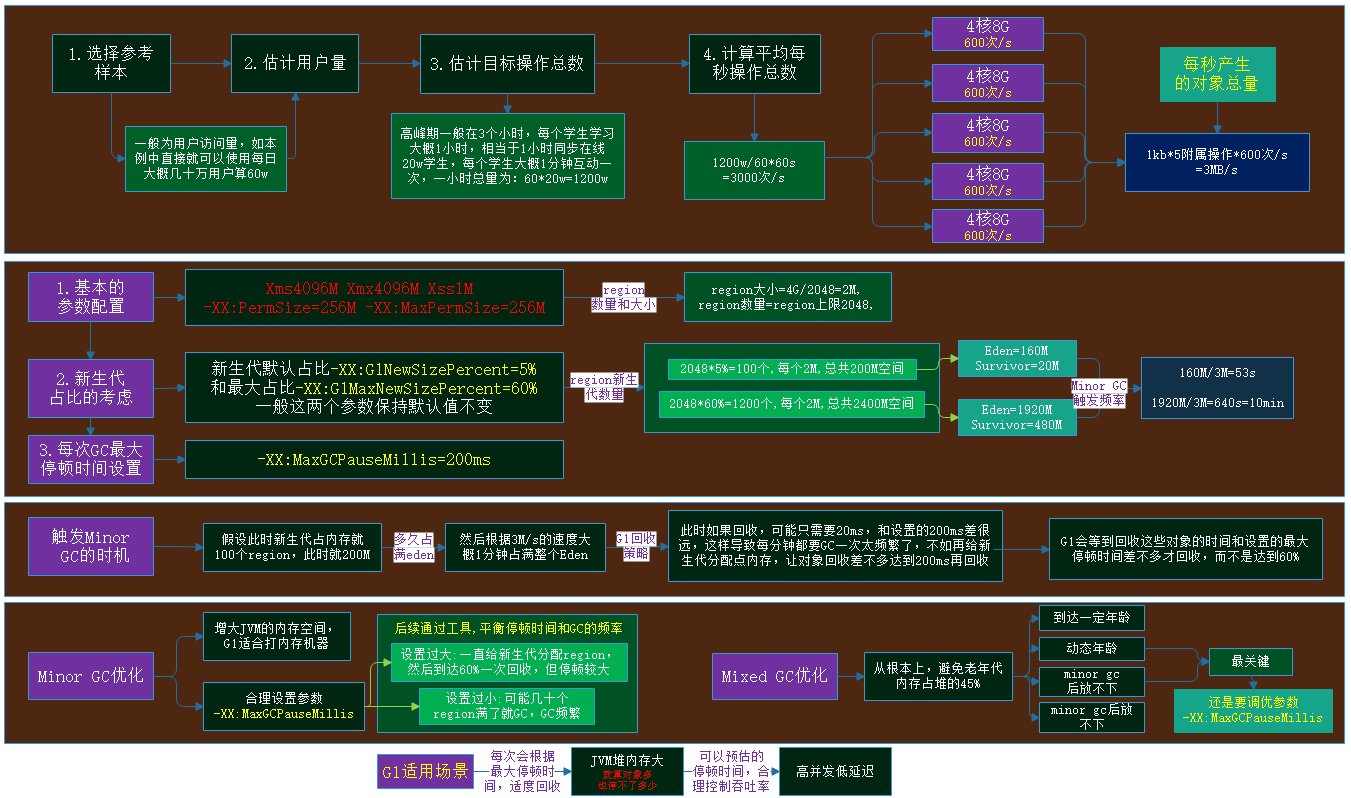 1.选择参考
样本
2.估计用户量
3.估计目标操作总数
4.计算平均每
秒操作总数
4核8G
600次/s
4核8G
600次/s
4核8G
600次/s
4核8G
600次/s
4核8G
600次/s
每秒产生
的对象总量
一般为用户访问量，如本
例中直接就可以使用每日
大概几十万用户算60w
高峰期一般在3个小时，每个学生学习
大概1小时，相当于1小时同步在线
20w学生，每个学生大概1分钟互动一
次，一小时总量为：60*20w=1200w
1200w/60*60s
=3000次/s
1kb*5附属操作*600次/s
=3MB/s
1.基本的
参数配置
Xms4096M Xmx4096M Xss1M
-XX:PermSize=256M -XX:MaxPermSize=256M
region
数量和大小
region大小=4G/2048=2M,
region数量=region上限2048,
2.新生代
占比的考虑
新生代默认占比-XX:G1NewSizePercent=5%
和最大占比-XX:G1MaxNewSizePercent=60%
一般这两个参数保持默认值不变
region新生
代数量
2048*5%=100个,每个2M,总共200M空间
2048*60%=1200个,每个2M,总共2400M空间
Eden=160M
Survivor=20M
Eden=1920M
Survivor=480M
Minor GC
触发频率
160M/3M=53s
1920M/3M=640s=10min
3.每次GC最大
停顿时间设置
-XX:MaxGCPauseMillis=200ms
触发Minor
GC的时机
假设此时新生代占内存就
100个region，此时就200M
多久占
满eden
然后根据3M/s的速度大
概1分钟占满整个Eden
G1回收
策略
此时如果回收，可能只需要20ms，和设置的200ms差很
远，这样导致每分钟都要GC一次太频繁了，不如再给新
生代分配点内存，让对象回收差不多达到200ms再回收
G1会等到回收这些对象的时间和设置的最大
停顿时间差不多才回收，而不是达到60%
Minor GC优化
增大JVM的内存空间，
G1适合打内存机器
合理设置参数
-XX:MaxGCPauseMillis
后续通过工具,平衡停顿时间和GC的频率
设置过大:一直给新生代分配region，
然后到达60%一次回收，但停顿较大
设置过小:可能几十个
region满了就GC，GC频繁
Mixed GC优化
从根本上，避免老年代
内存占堆的45%
到达一定年龄
动态年龄
minor gc
后放不下
minor gc后放
不下
最关键
还是要调优参数
-XX:MaxGCPauseMillis
G1适用场景
每次会根据
最大停顿时
间，适度回收
JVM堆内存大
就算对象多
也停不了多少
可以预估的
停顿时间，合
理控制吞吐率
高并发低延迟